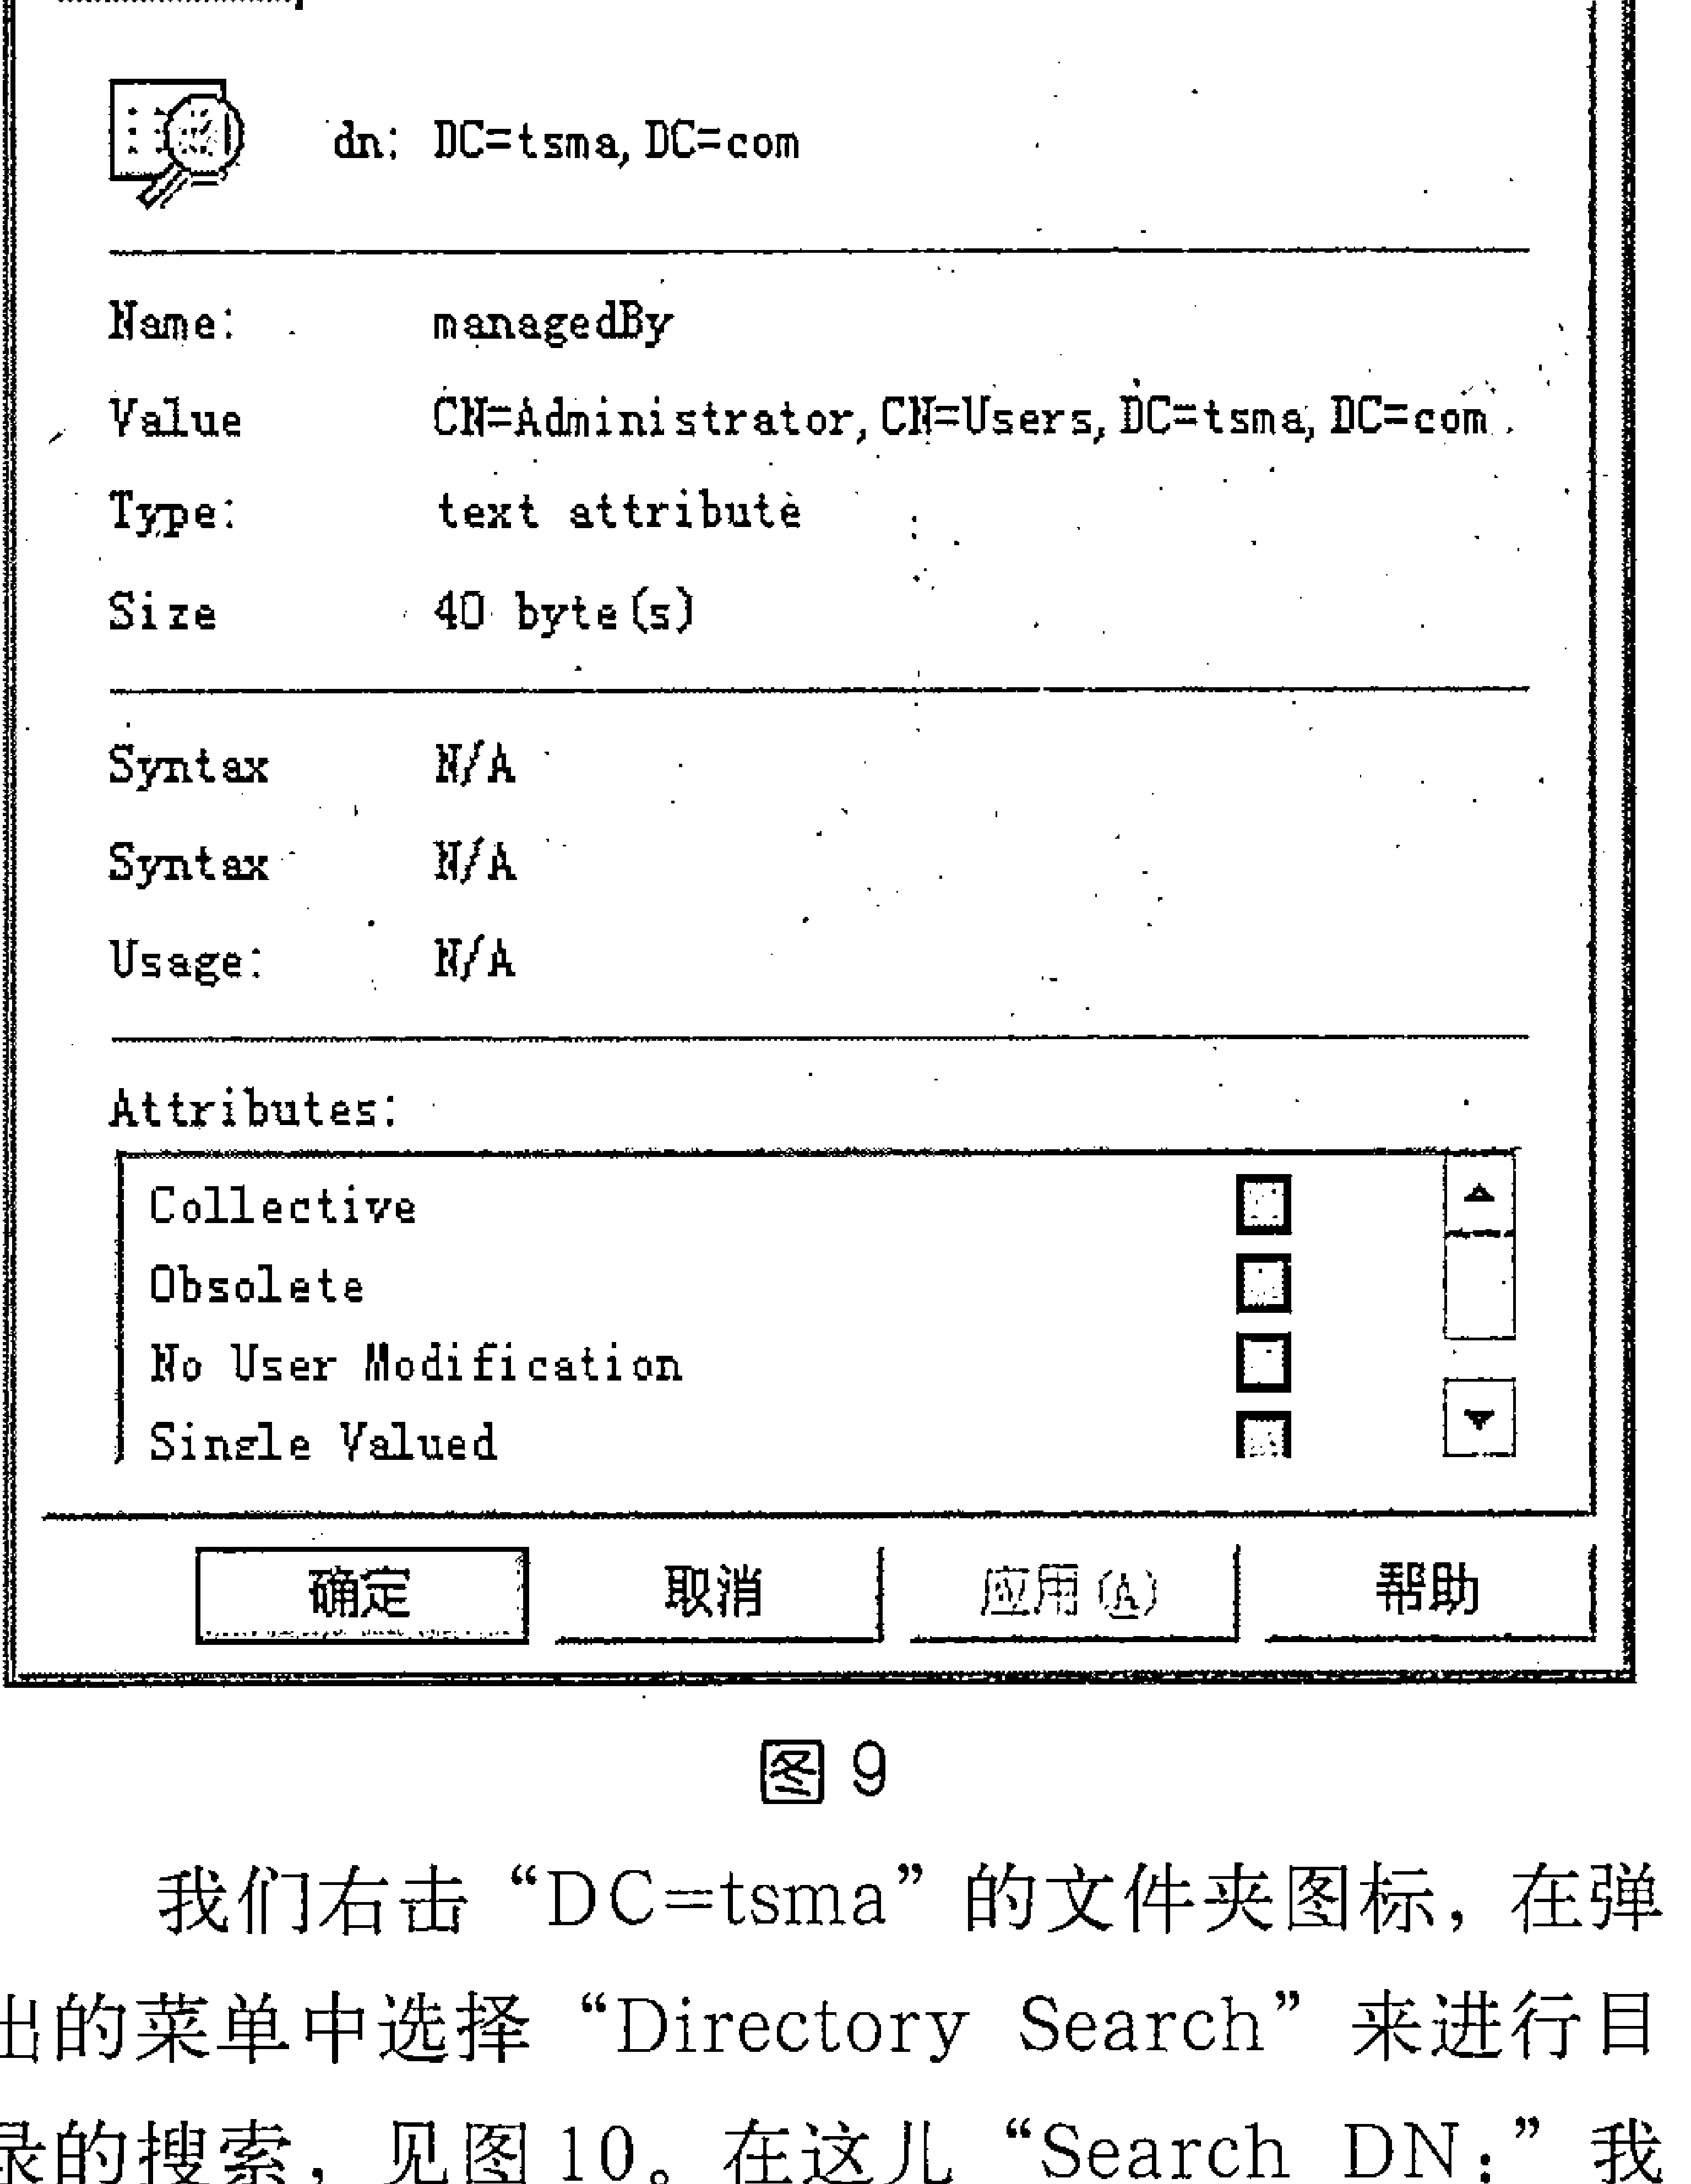 dn: DC=tsma,DC=com
Name: managedBy
Value CN=Administrator,CN=Users,DC=tsma,DC=com
Type: text attribute
Size 40 byte(s)
Syntax N/A
Syntax N/A
Usage: N/A
Attributes:
Collective
Obsolete
No User Modification
Single Valued
确定 取消 应用(A) 帮助
图 9
我们右击“DC=tsma”的文件夹图标，在弹
出的菜单中选择“Directory Search”来进行目
录的搜索，见图 10。在这儿“Search DN：”我